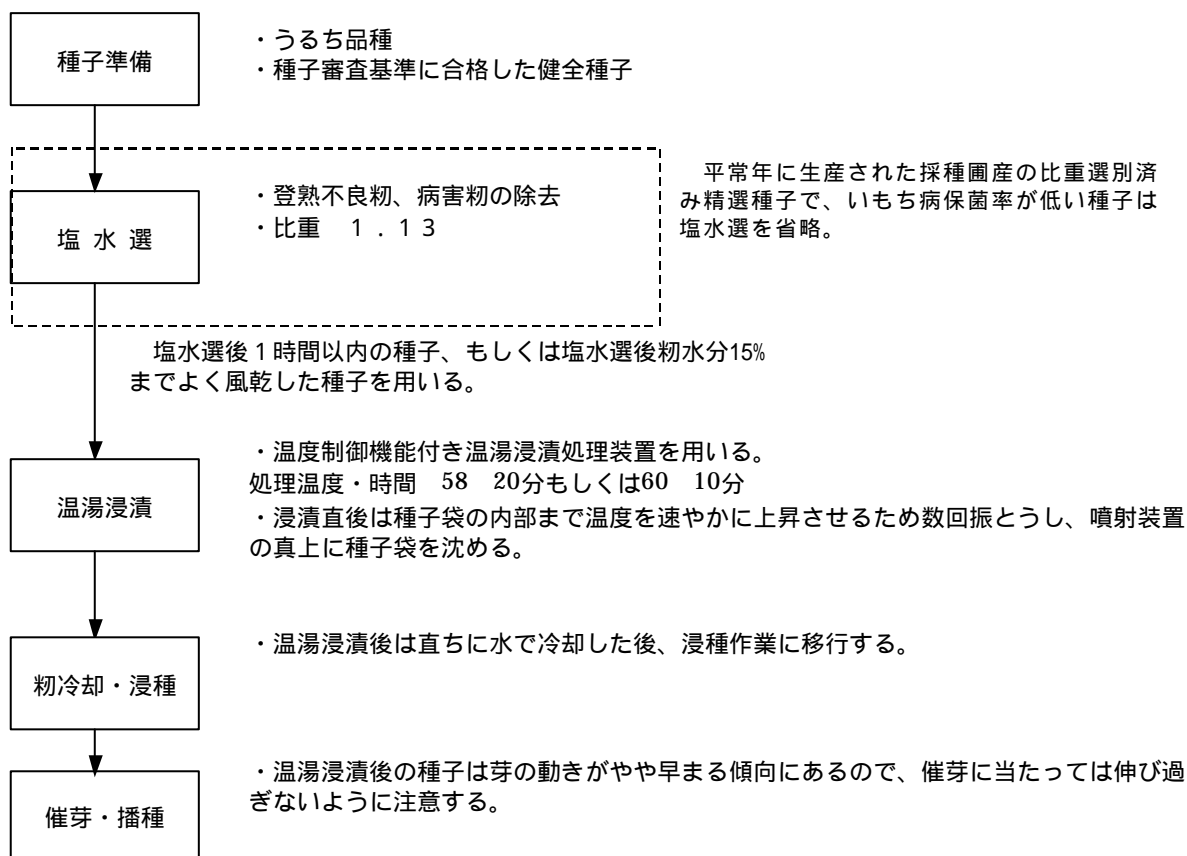 種子準備
・うるち品種
・種子審査基準に合格した健全種子
塩 水 選
・登熟不良籾、病害籾の除去
・比重 １．１３
平常年に生産された採種圃産の比重選別済
み精選種子で、いもち病保菌率が低い種子は
塩水選を省略。
塩水選後１時間以内の種子、もしくは塩水選後籾水分15%
までよく風乾した種子を用いる。
温湯浸漬
・温度制御機能付き温湯浸漬処理装置を用いる。
処理温度・時間 58 20分もしくは60 10分
・浸漬直後は種子袋の内部まで温度を速やかに上昇させるため数回振とうし、噴射装置
の真上に種子袋を沈める。
籾冷却・浸種
・温湯浸漬後は直ちに水で冷却した後、浸種作業に移行する。
催芽・播種
・温湯浸漬後の種子は芽の動きがやや早まる傾向にあるので、催芽に当たっては伸び過
ぎないように注意する。